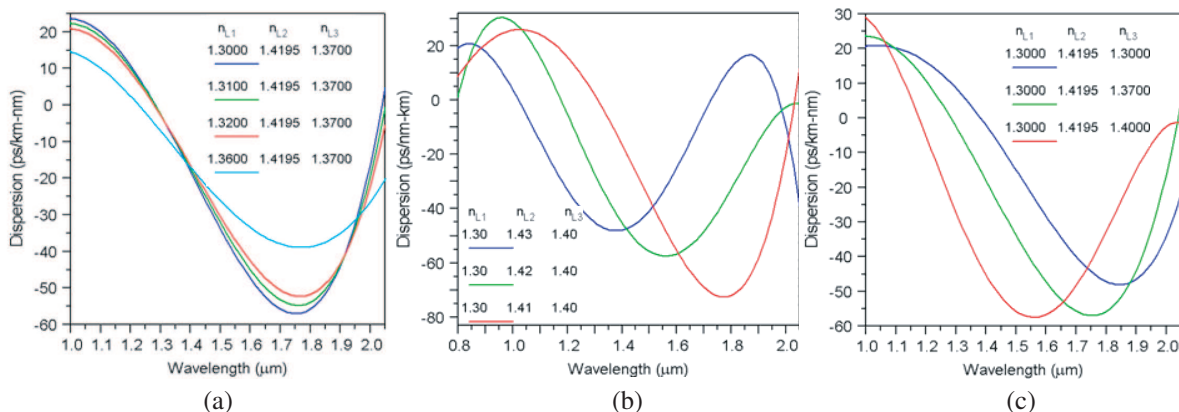 n_L1 n_L2 n_L3
1.3000 1.4195 1.3700
1.3100 1.4195 1.3700
1.3200 1.4195 1.3700
1.3600 1.4195 1.3700
20
10
0
-10
-20
-30
-40
-50
-60
Dispersion (ps/km-nm)
1.0 1.1 1.2 1.3 1.4 1.5 1.6 1.7 1.8 1.9 2.0
Wavelength (μm)
(a)
20
0
-20
-40
-60
-80
Dispersion (ps/nm-km)
n_L1 n_L2 n_L3
1.30 1.43 1.40
1.30 1.42 1.40
1.30 1.41 1.40
0.8 1.0 1.2 1.4 1.6 1.8 2.0
Wavelength (μm)
(b)
30
20
10
0
-10
-20
-30
-40
-50
-60
Dispersion (ps/km-nm)
n_L1 n_L2 n_L3
1.3000 1.4195 1.3000
1.3000 1.4195 1.3700
1.3000 1.4195 1.4000
1.0 1.1 1.2 1.3 1.4 1.5 1.6 1.7 1.8 1.9 2.0
Wavelength (μm)
(c)